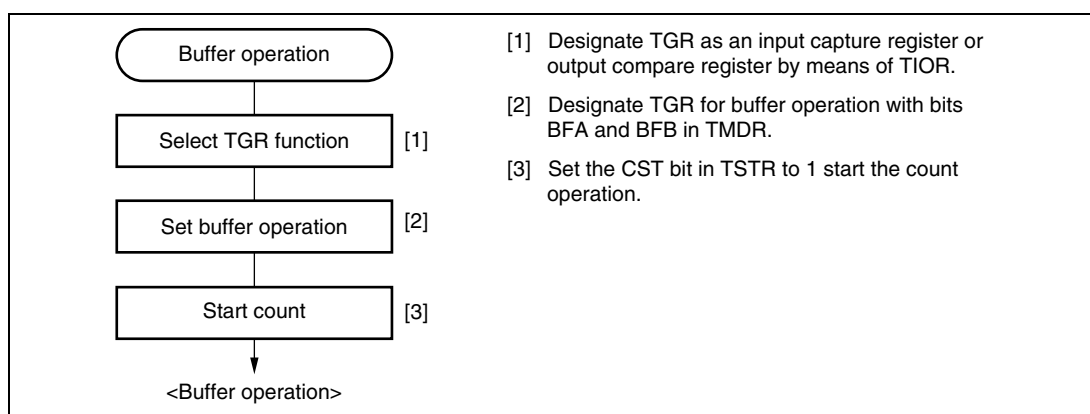 Buffer operation
Select TGR function [1]
Set buffer operation [2]
Start count [3]
<Buffer operation>
[1] Designate TGR as an input capture register or
output compare register by means of TIOR.
[2] Designate TGR for buffer operation with bits
BFA and BFB in TMDR.
[3] Set the CST bit in TSTR to 1 start the count
operation.